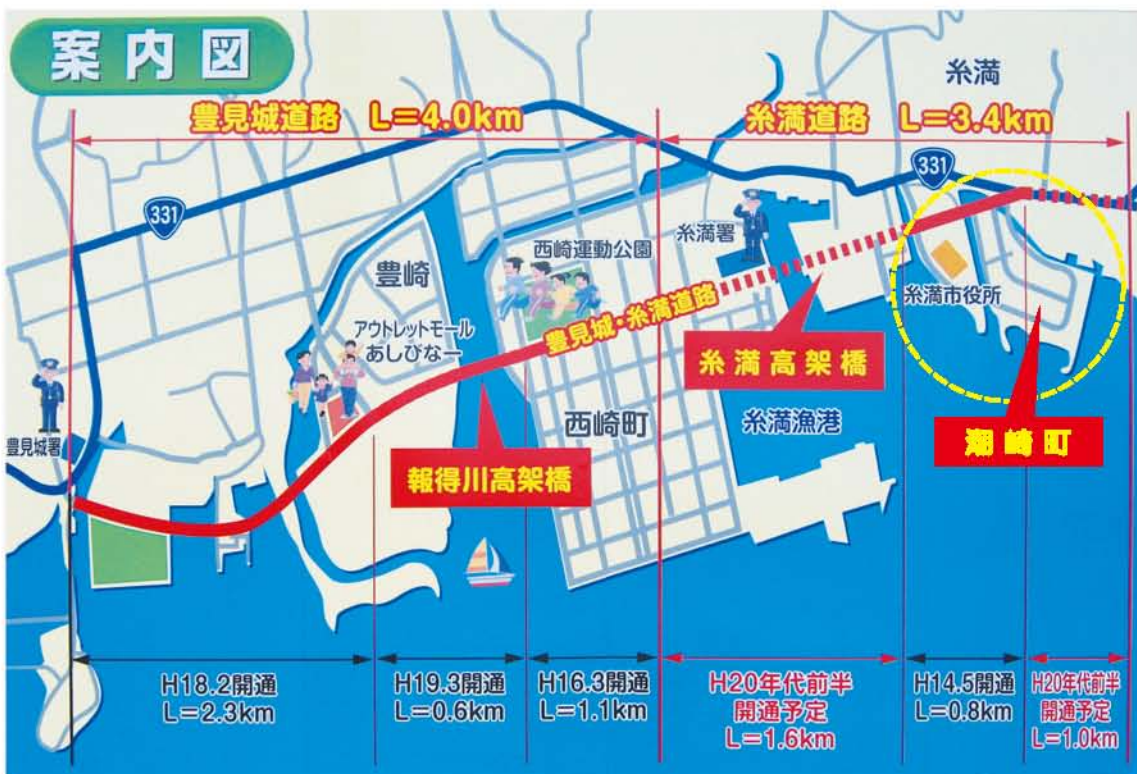 案内図
糸満
豊見城道路 L=4.0km
糸満道路 L=3.4km
331
331
西崎運動公園
糸満署
豊崎
糸満市役所
アウトレットモール
あしびなー
豊見城・糸満道路
糸満高架橋
豊見城署
西崎町
糸満漁港
潮崎町
報得川高架橋
H18.2開通
L=2.3km
H19.3開通
L=0.6km
H16.3開通
L=1.1km
H20年代前半
開通予定
L=1.6km
H14.5開通
L=0.8km
H20年代前半
開通予定
L=1.0km